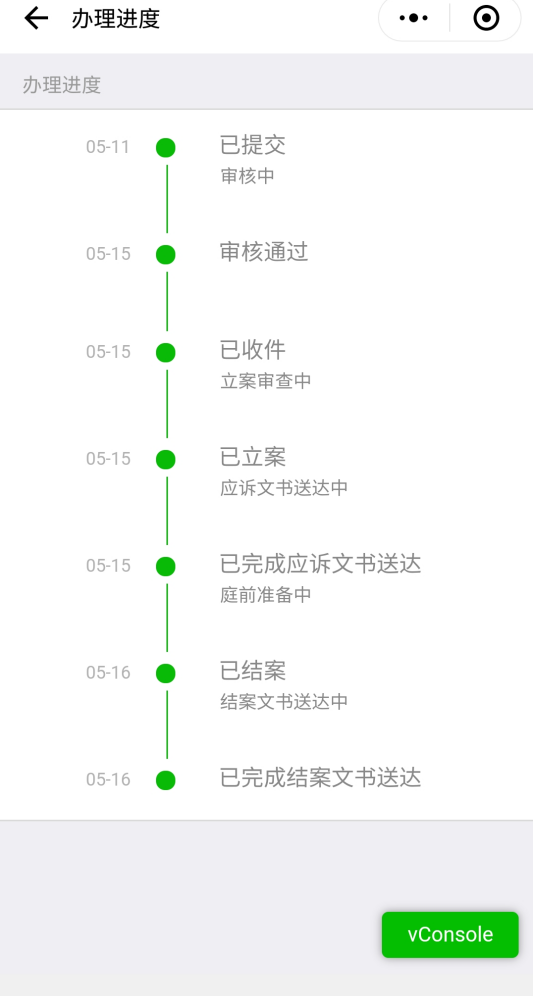 办理进度
办理进度
05-11 已提交
审核中
05-15 审核通过
05-15 已收件
立案审查中
05-15 已立案
应诉文书送达中
05-15 已完成应诉文书送达
庭前准备中
05-16 已结案
结案文书送达中
05-16 已完成结案文书送达
vConsole